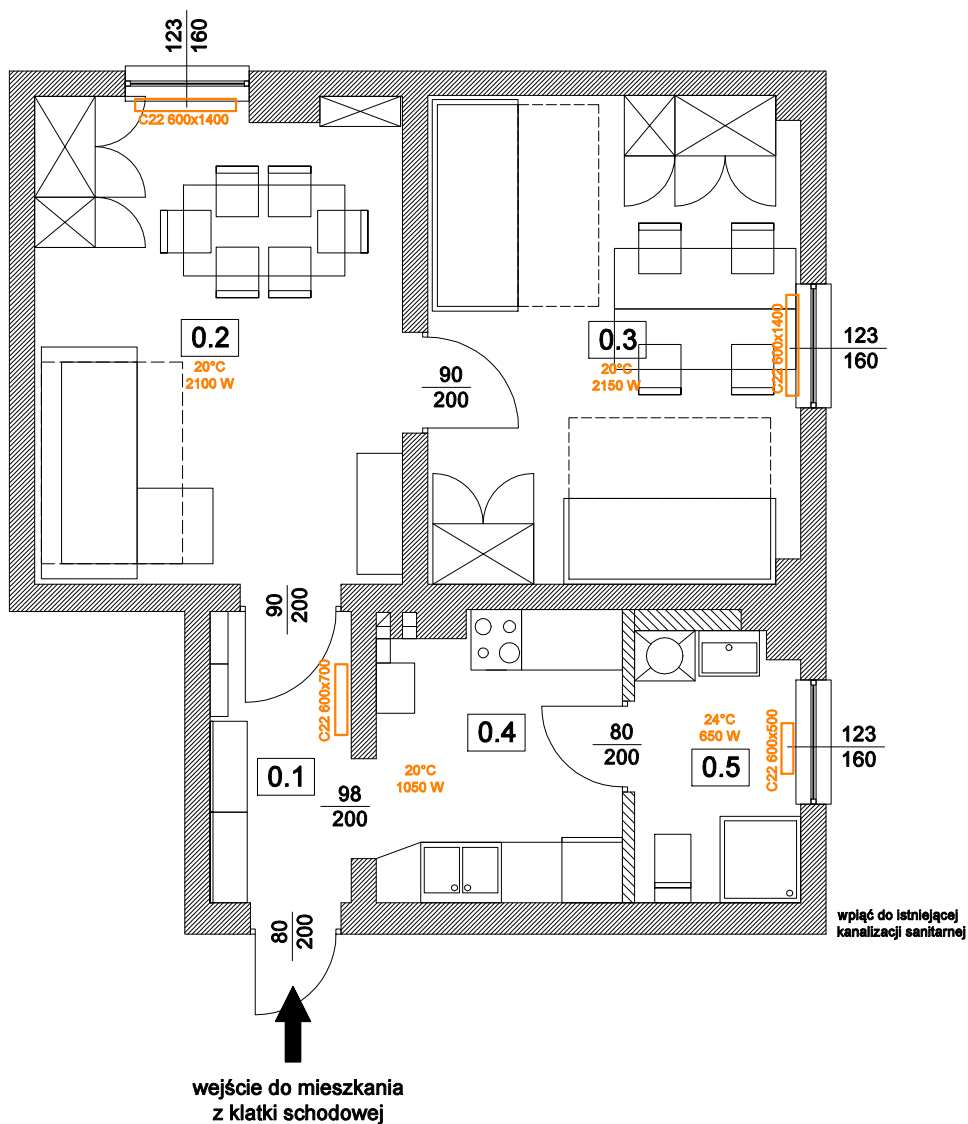 123
160
C22 600x1400
0.2
20°C
2100 W
0.3
20°C
2150 W
C22 600x1400
123
160
90
200
90
200
C22 600x700
0.4
24°C
650 W
C22 600x500
0.5
80
200
123
160
0.1
20°C
1050 W
98
200
80
200
wpiąć do istniejącej
kanalizacji sanitarnej
wejście do mieszkania
z klatki schodowej